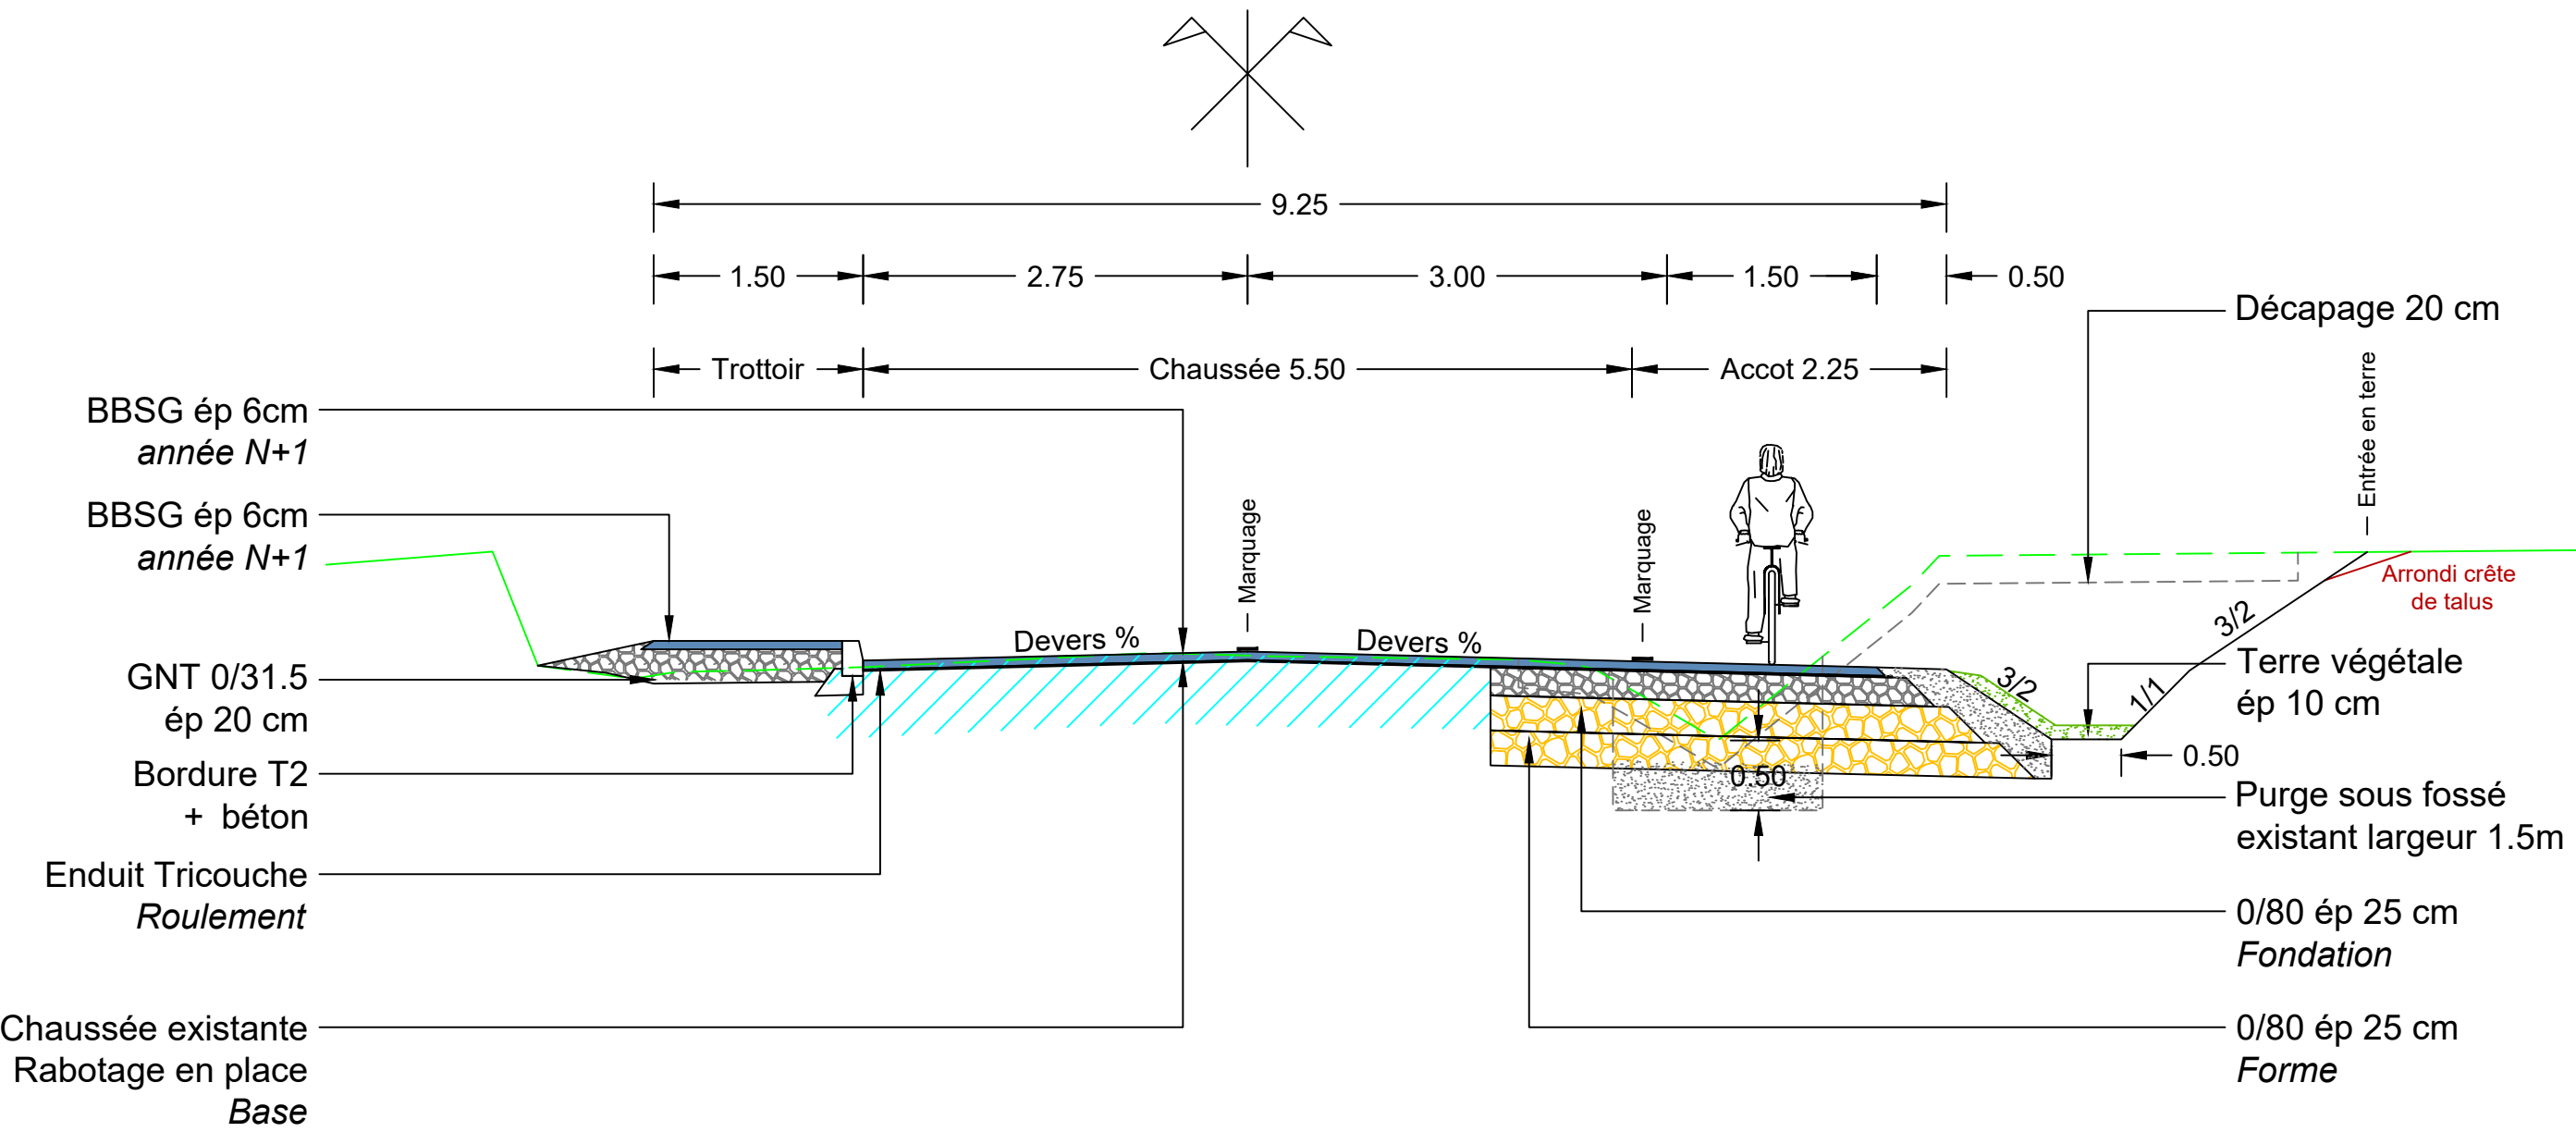 9.25
1.50
2.75
3.00
1.50
0.50
Décapage 20 cm
Trottoir
Chaussée 5.50
Accot 2.25
Entrée en terre
BBSG ép 6cm
année N+1
BBSG ép 6cm
année N+1
Marquage
Marquage
Arrondi crête
de talus
Devers %
Devers %
3/2
3/2
1/1
GNT 0/31.5
ép 20 cm
Terre végétale
ép 10 cm
0.50
0.50
Bordure T2
+ béton
Purge sous fossé
existant largeur 1.5m
Enduit Tricouche
Roulement
0/80 ép 25 cm
Fondation
Chaussée existante
Rabotage en place
Base
0/80 ép 25 cm
Forme